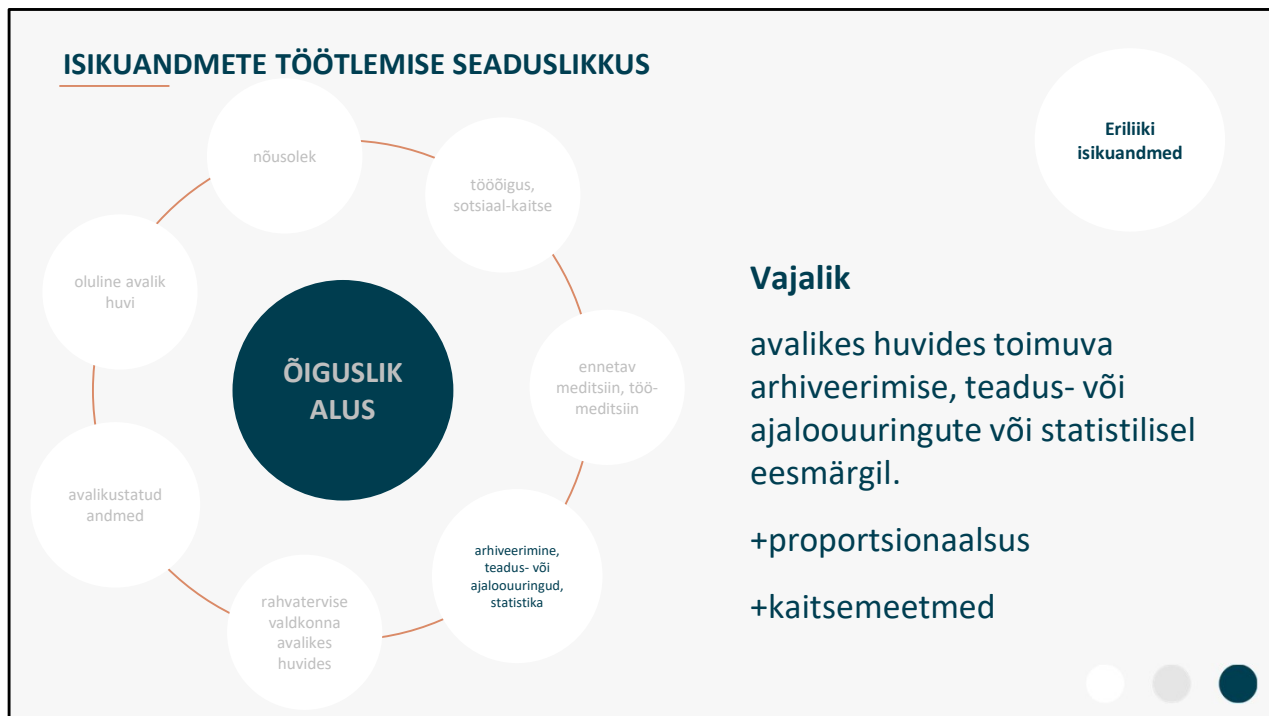 ISIKUANDMETE TÖÖTLEMISE SEADUSLIKKUS
Eriliiki
isikuandmed
nõusolek
tööõigus,
sotsiaal-kaitse
oluline avalik
huvi
ÕIGUSLIK
ALUS
ennetav
meditsiin, töö-
meditsiin
avalikustatud
andmed
arhiveerimine,
teadus- või
ajaloouuringud,
statistika
rahvatervise
valdkonna
avalikes
huvides
Vajalik
avalikes huvides toimuva
arhiveerimise, teadus- või
ajaloouuringute või statistilisel
eesmärgil.
+proportsionaalsus
+kaitsemeetmed